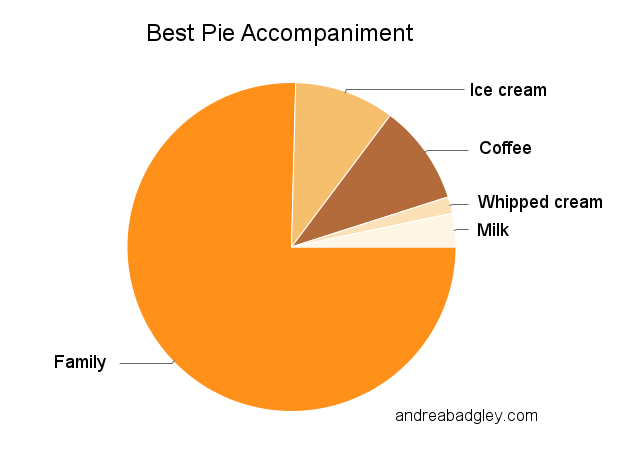 Best Pie Accompaniment
Ice cream
Coffee
Whipped cream
Milk
Family
andreabadgley.com